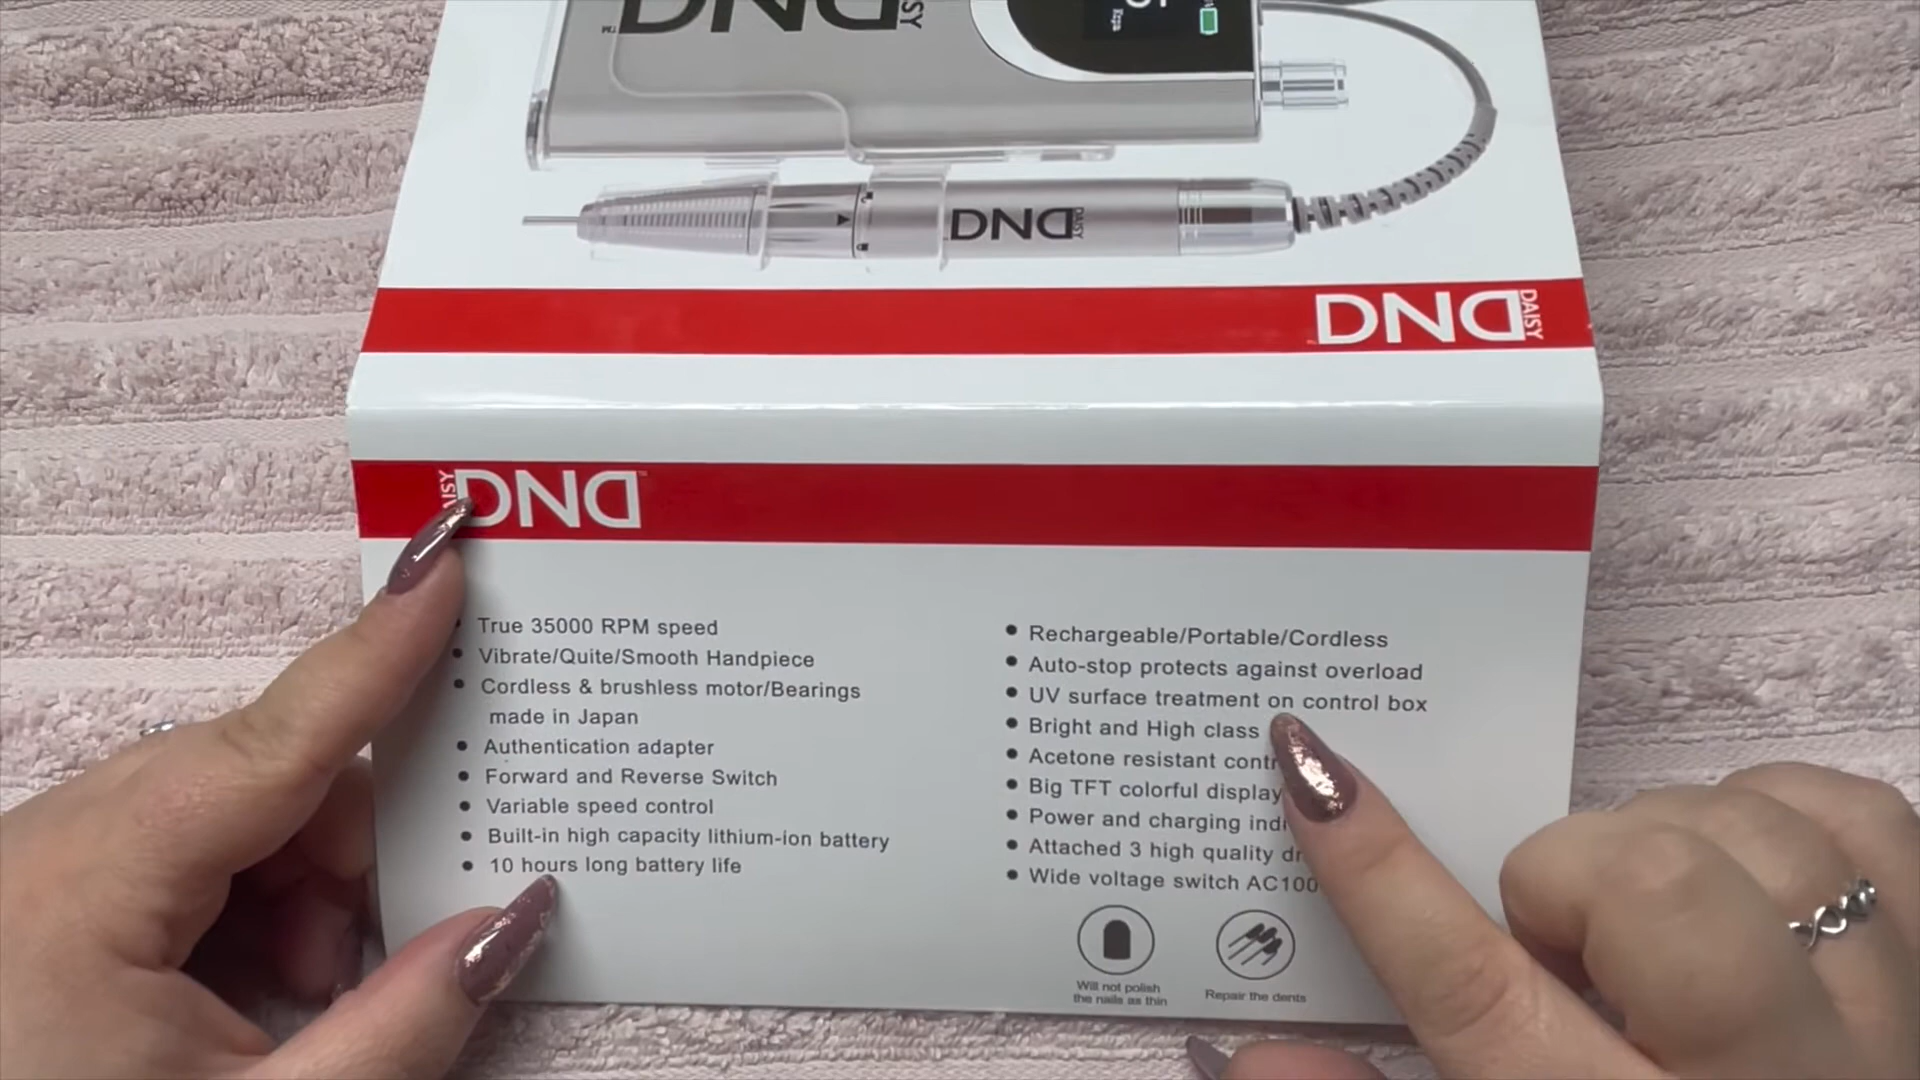 DND
DND DAISY
DND DAISY
DND
True 35000 RPM speed
Vibrate/Quite/Smooth Handpiece
Cordless & brushless motor/Bearings
made in Japan
Authentication adapter
Forward and Reverse Switch
Variable speed control
Built-in high capacity lithium-ion battery
10 hours long battery life
Rechargeable/Portable/Cordless
Auto-stop protects against overload
UV surface treatment on control box
Bright and High class
Acetone resistant
Big TFT colorful display
Power and charging
Attached 3 high quality
Wide voltage switch AC100
Will not polish
the nails as thin
Repair the dents